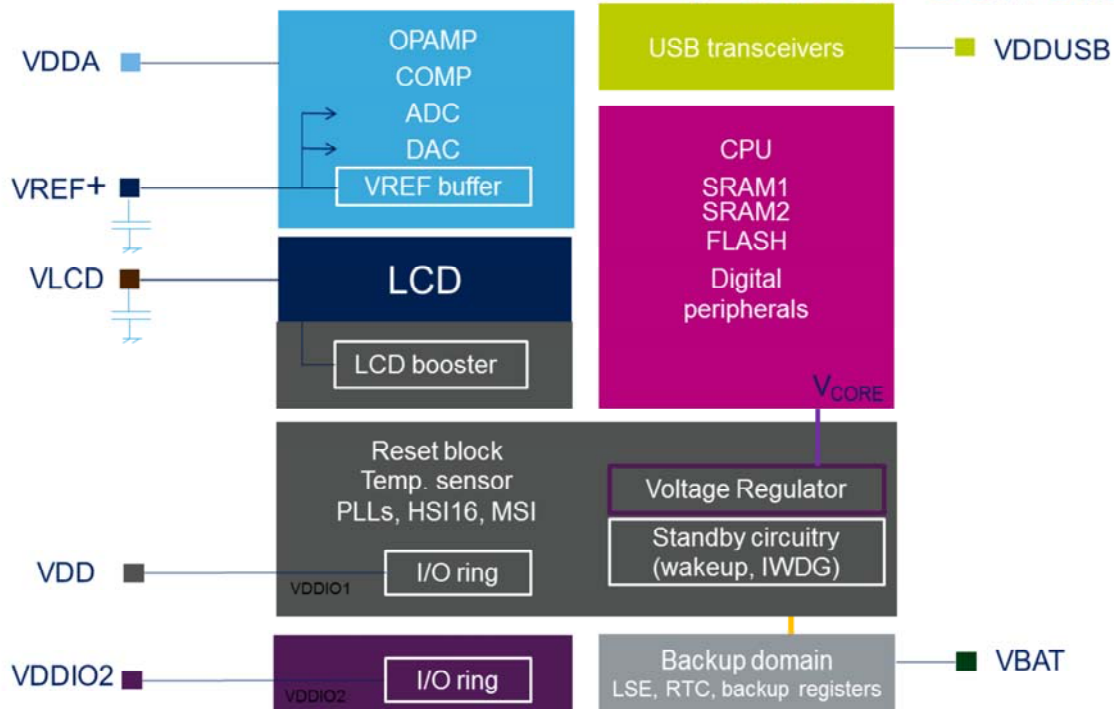 VDDA
OPAMP
COMP
ADC
DAC
VREF buffer
VREF+
VLCD
LCD
LCD booster
USB transceivers
VDDUSB
CPU
SRAM1
SRAM2
FLASH
Digital
peripherals
VCORE
Reset block
Temp. sensor
PLLs, HSI16, MSI
Voltage Regulator
Standby circuitry
(wakeup, IWDG)
VDD
I/O ring
VDDIO1
VDDIO2
I/O ring
VDDIO2
Backup domain
LSE, RTC, backup registers
VBAT